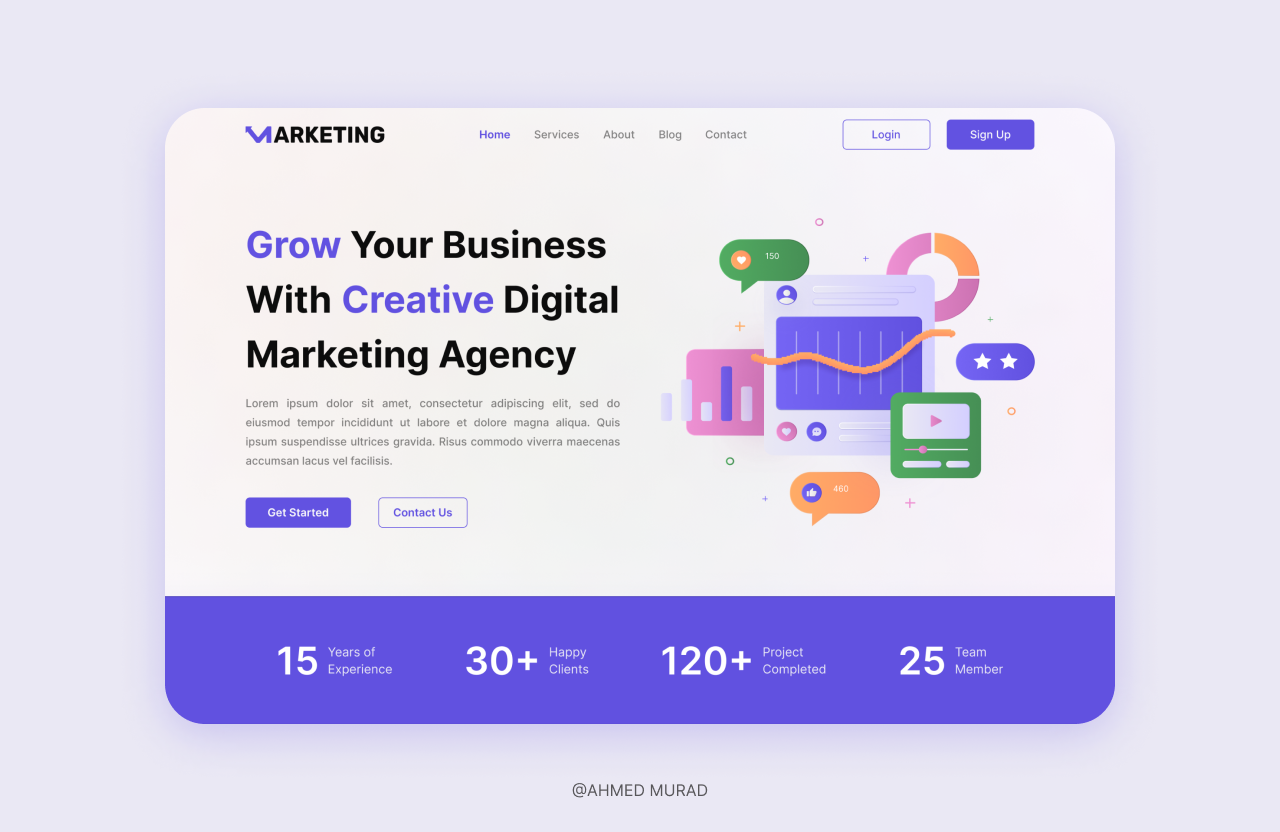 MARKETING
Home Services About Blog Contact
Login Sign Up
Grow Your Business
With Creative Digital
Marketing Agency
Lorem ipsum dolor sit amet, consectetur adipiscing elit, sed do
eiusmod tempor incididunt ut labore et dolore magna aliqua. Quis
ipsum suspendisse ultrices gravida. Risus commodo viverra maecenas
accumsan lacus vel facilisis.
Get Started Contact Us
150
460
15 Years of
Experience
30+ Happy
Clients
120+ Project
Completed
25 Team
Member
@AHMED MURAD